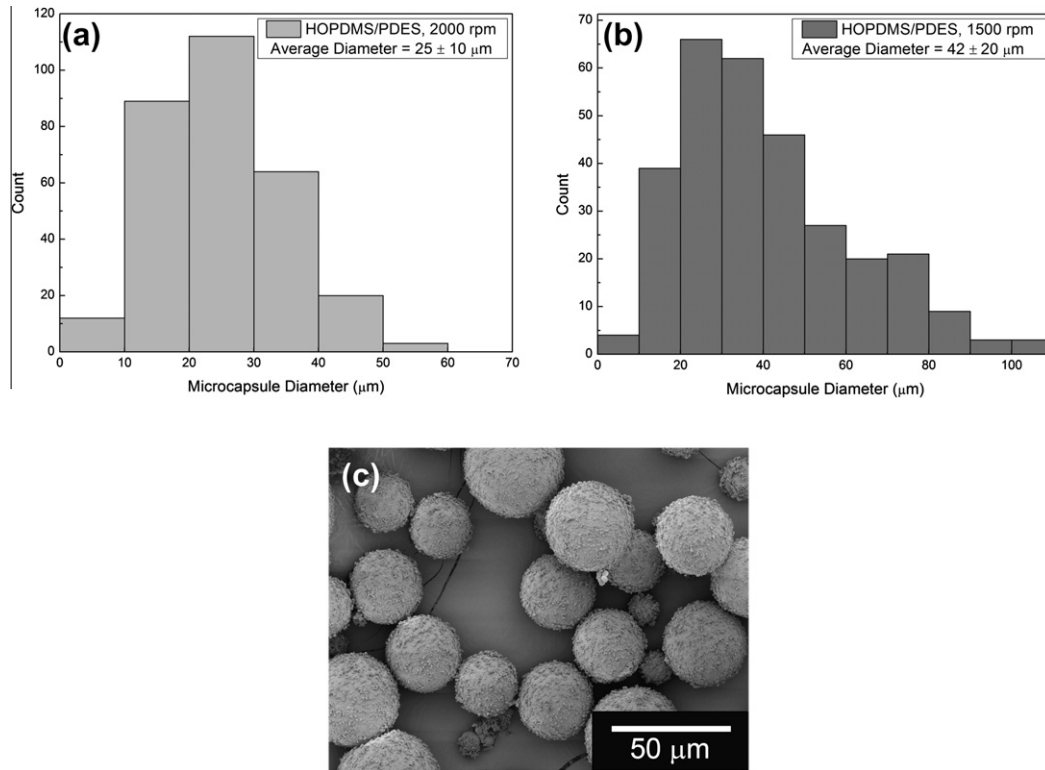 (a)
HOPDMS/PDES, 2000 rpm
Average Diameter = 25 ± 10 μm
120
100
80
60
40
20
0
Count
0 10 20 30 40 50 60 70
Microcapsule Diameter (μm)
(b)
HOPDMS/PDES, 1500 rpm
Average Diameter = 42 ± 20 μm
70
60
50
40
30
20
10
0
Count
0 20 40 60 80 100
Microcapsule Diameter (μm)
(c)
50 μm